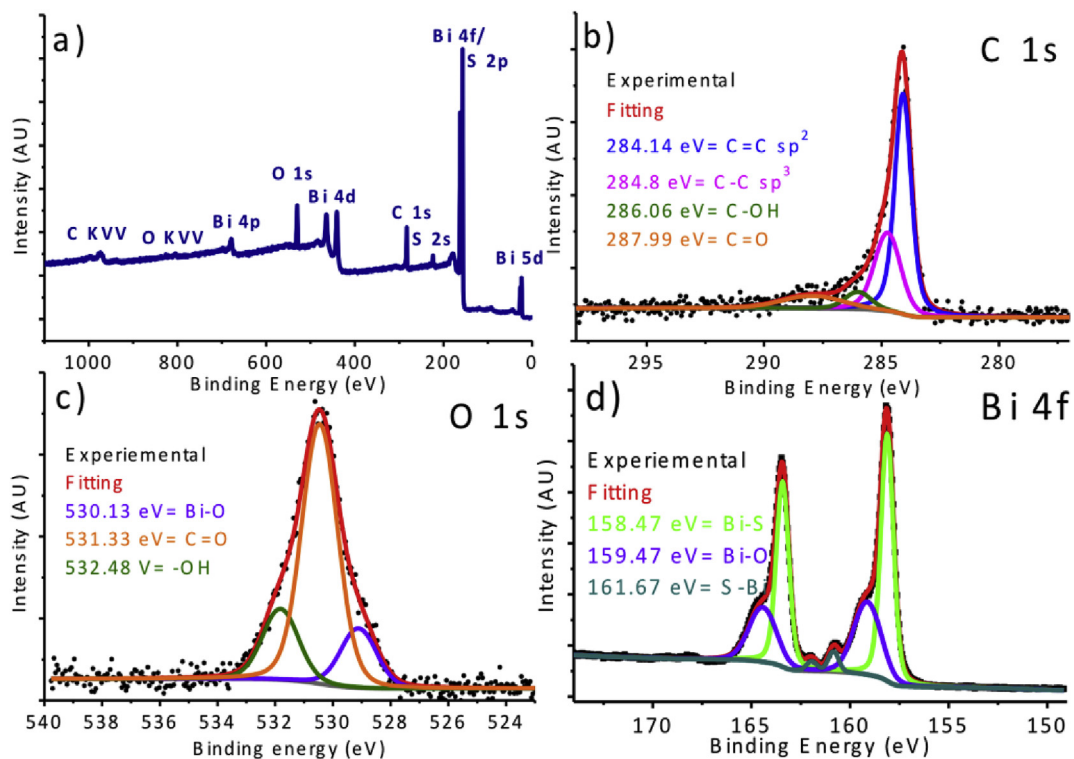 a)
Bi 4f/
S 2p
O 1s
Bi 4d
C 1s
S 2s
Bi 4p
C KVV
O KVV
Bi 5d
Intensity (AU)
1000 800 600 400 200 0
Binding Energy (eV)
b)
C 1s
Experimental
Fitting
284.14 eV= C=C sp²
284.8 eV= C-C sp³
286.06 eV= C-OH
287.99 eV= C=O
Intensity (AU)
295 290 285 280
Binding Energy (eV)
c)
O 1s
Experiemental
Fitting
530.13 eV= Bi-O
531.33 eV= C=O
532.48 V= -OH
Intensity (AU)
540 538 536 534 532 530 528 526 524
Binding energy (eV)
d)
Bi 4f
Experiemental
Fitting
158.47 eV= Bi-S
159.47 eV= Bi-O
161.67 eV= S-Bi
Intensity (AU)
170 165 160 155 150
Binding Energy (eV)